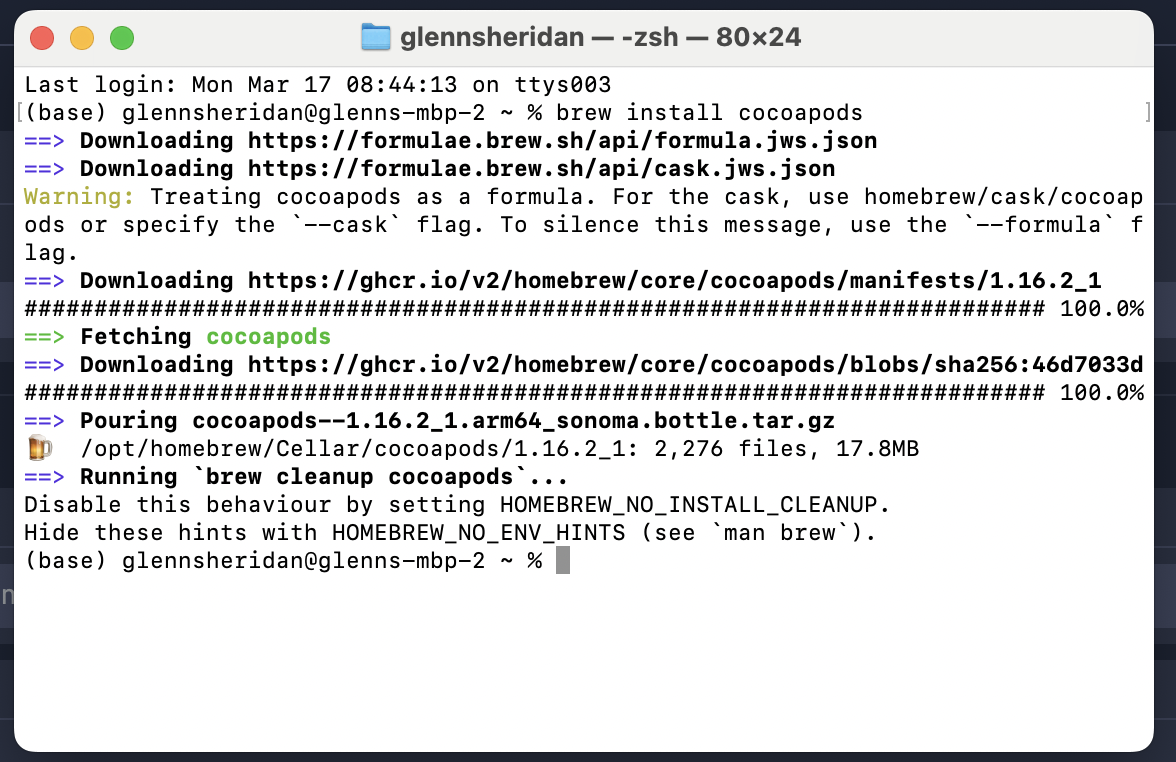 glennsheridan — -zsh — 80×24
Last login: Mon Mar 17 08:44:13 on ttys003
[(base) glennsheridan@glenns-mbp-2 ~ % brew install cocoapods ]
==> Downloading https://formulae.brew.sh/api/formula.jws.json
==> Downloading https://formulae.brew.sh/api/cask.jws.json
Warning: Treating cocoapods as a formula. For the cask, use homebrew/cask/cocoap
ods or specify the `--cask` flag. To silence this message, use the `--formula` f
lag.
==> Downloading https://ghcr.io/v2/homebrew/core/cocoapods/manifests/1.16.2_1
######################################################################### 100.0%
==> Fetching cocoapods
==> Downloading https://ghcr.io/v2/homebrew/core/cocoapods/blobs/sha256:46d7033d
######################################################################### 100.0%
==> Pouring cocoapods--1.16.2_1.arm64_sonoma.bottle.tar.gz
🍺 /opt/homebrew/Cellar/cocoapods/1.16.2_1: 2,276 files, 17.8MB
==> Running `brew cleanup cocoapods`...
Disable this behaviour by setting HOMEBREW_NO_INSTALL_CLEANUP.
Hide these hints with HOMEBREW_NO_ENV_HINTS (see `man brew`).
(base) glennsheridan@glenns-mbp-2 ~ %